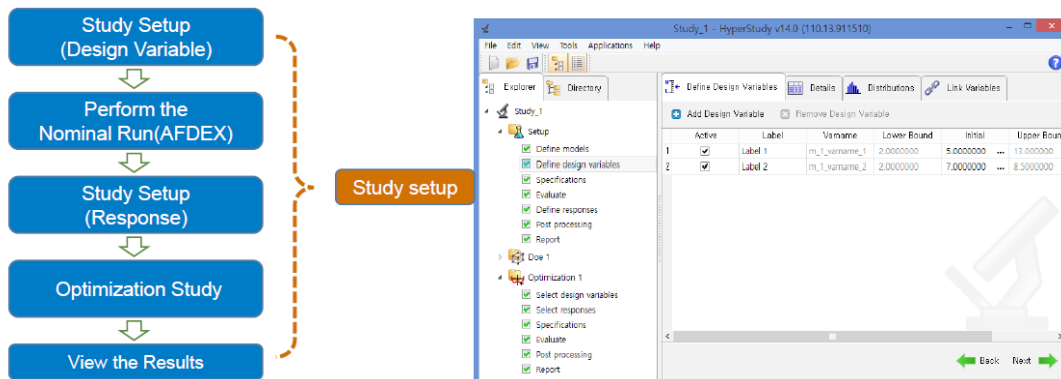 Study Setup
(Design Variable)
Perform the
Nominal Run(AFDEX)
Study Setup
(Response)
Optimization Study
View the Results
Study setup
Study_1 - HyperStudy v14.0 (110.13.911510)
File Edit View Tools Applications Help
Explorer Directory
Study_1
Setup
Define models
Define design variables
Specifications
Evaluate
Define responses
Post processing
Report
Doe 1
Optimization 1
Select design variables
Select responses
Specifications
Evaluate
Post processing
Report
Define Design Variables Details Distributions Link Variables
Add Design Variable Remove Design Variable
Active Label Varname Lower Bound Initial Upper Boun
1 Label 1 m_1_varname_1 2.0000000 5.0000000 ... 13.000000
2 Label 2 m_1_varname_2 2.0000000 7.0000000 ... 8.5000000
Back Next